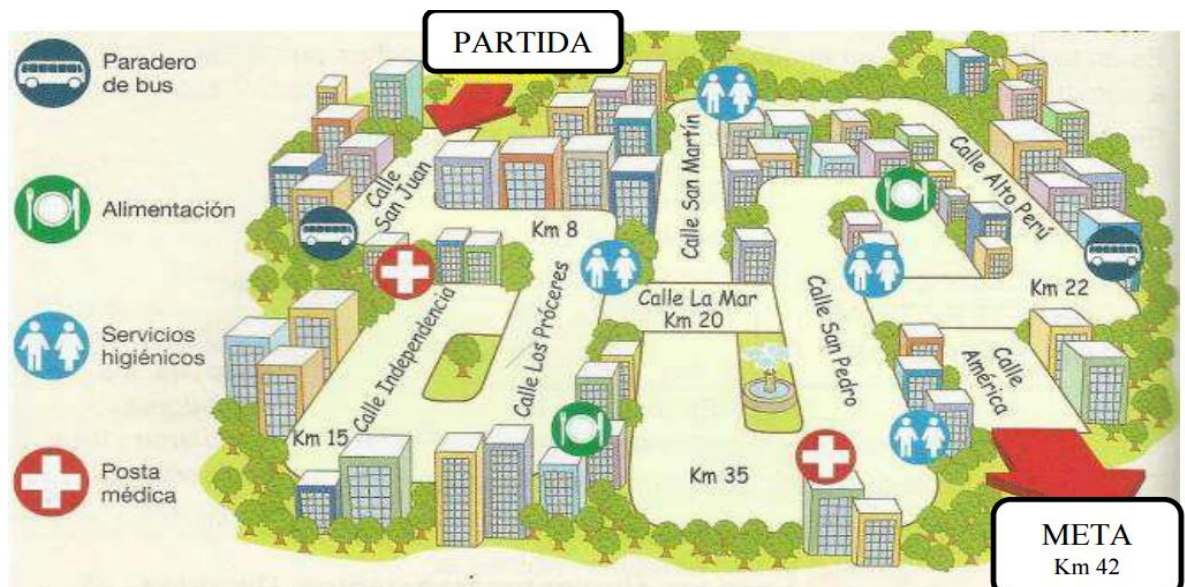 PARTIDA
Paradero
de bus
Alimentación
Servicios
higiénicos
Posta
médica
Calle
San Juan
Km 8
Calle San Martín
Calle Alto Perú
Km 22
Calle La Mar
Km 20
Calle Los Próceres
Calle Independencia
Km 15
Calle San Pedro
Calle
América
Km 35
META
Km 42